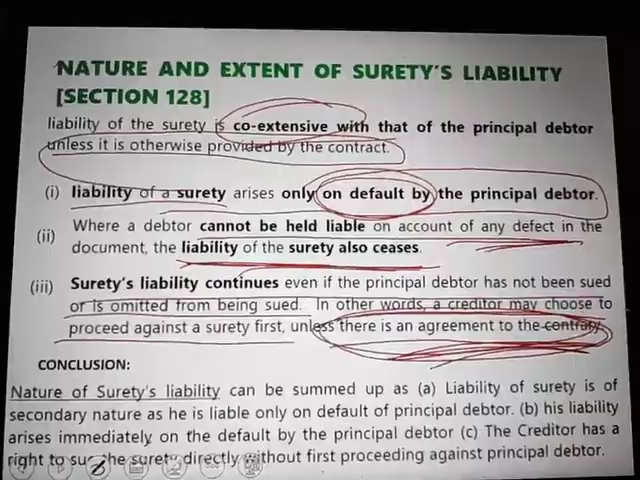 NATURE AND EXTENT OF SURETY'S LIABILITY
[SECTION 128]
liability of the surety is co-extensive with that of the principal debtor
unless it is otherwise provided by the contract.
(i) liability of a surety arises only on default by the principal debtor.
(ii) Where a debtor cannot be held liable on account of any defect in the
document, the liability of the surety also ceases.
(iii) Surety's liability continues even if the principal debtor has not been sued
or is omitted from being sued. In other words, a creditor may choose to
proceed against a surety first, unless there is an agreement to the contrary.
CONCLUSION:
Nature of Surety's liability can be summed up as (a) Liability of surety is of
secondary nature as he is liable only on default of principal debtor. (b) his liability
arises immediately on the default by the principal debtor (c) The Creditor has a
right to sue the surety directly without first proceeding against principal debtor.